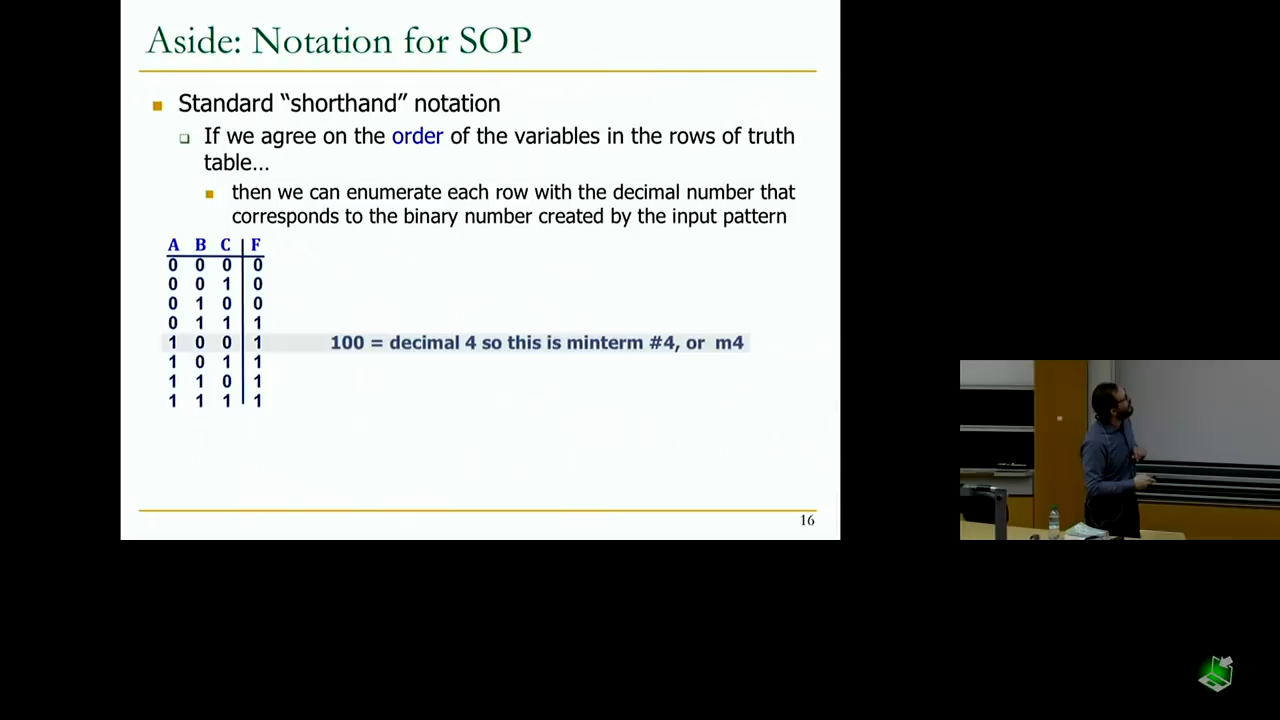 Aside: Notation for SOP
Standard “shorthand” notation
If we agree on the order of the variables in the rows of truth
table…
then we can enumerate each row with the decimal number that
corresponds to the binary number created by the input pattern
A B C F
0 0 0 0
0 0 1 0
0 1 0 0
0 1 1 1
1 0 0 1 100 = decimal 4 so this is minterm #4, or m4
1 0 1 1
1 1 0 1
1 1 1 1
16